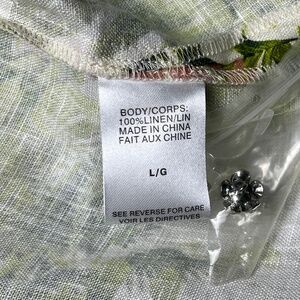 BODY/CORPS:
100%LINEN/LIN
MADE IN CHINA
FAIT AUX CHINE
L/G
SEE REVERSE FOR CARE
VOIR LES DIRECTIVES